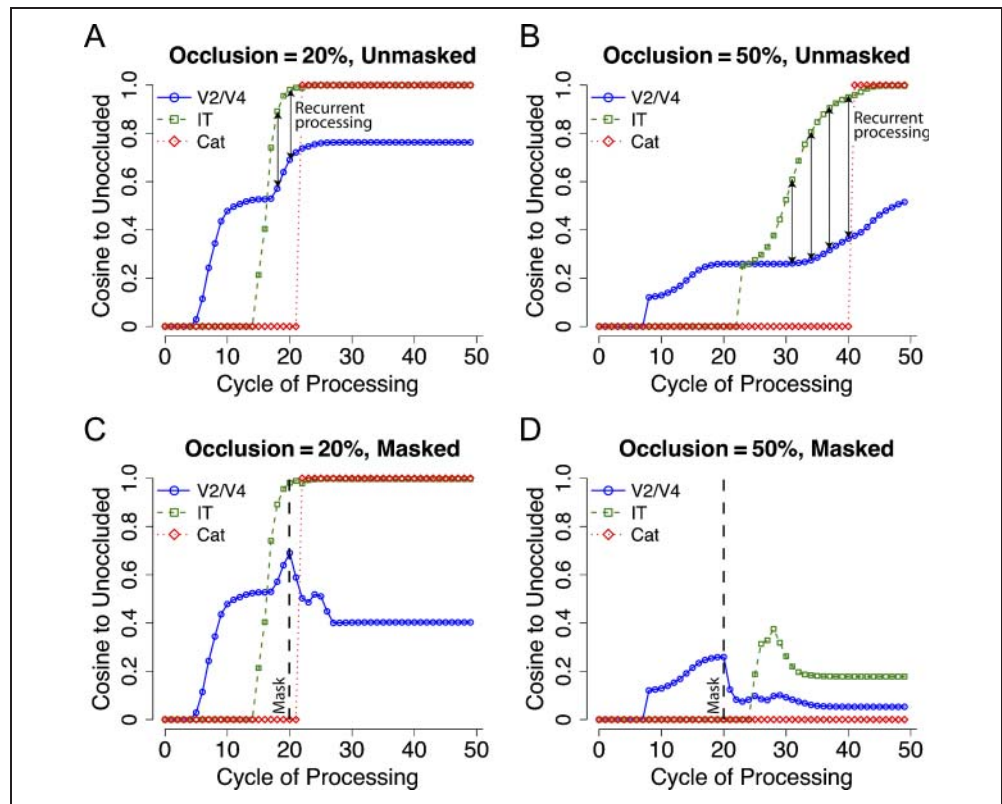 A
Occlusion = 20%, Unmasked
V2/V4
IT
Cat
Recurrent
processing
Cosine to Unoccluded
0 0.2 0.4 0.6 0.8 1.0
0 10 20 30 40 50
Cycle of Processing
B
Occlusion = 50%, Unmasked
V2/V4
IT
Cat
Recurrent
processing
Cosine to Unoccluded
0 0.2 0.4 0.6 0.8 1.0
0 10 20 30 40 50
Cycle of Processing
C
Occlusion = 20%, Masked
V2/V4
IT
Cat
Mask
Cosine to Unoccluded
0 0.2 0.4 0.6 0.8 1.0
0 10 20 30 40 50
Cycle of Processing
D
Occlusion = 50%, Masked
V2/V4
IT
Cat
Mask
Cosine to Unoccluded
0 0.2 0.4 0.6 0.8 1.0
0 10 20 30 40 50
Cycle of Processing